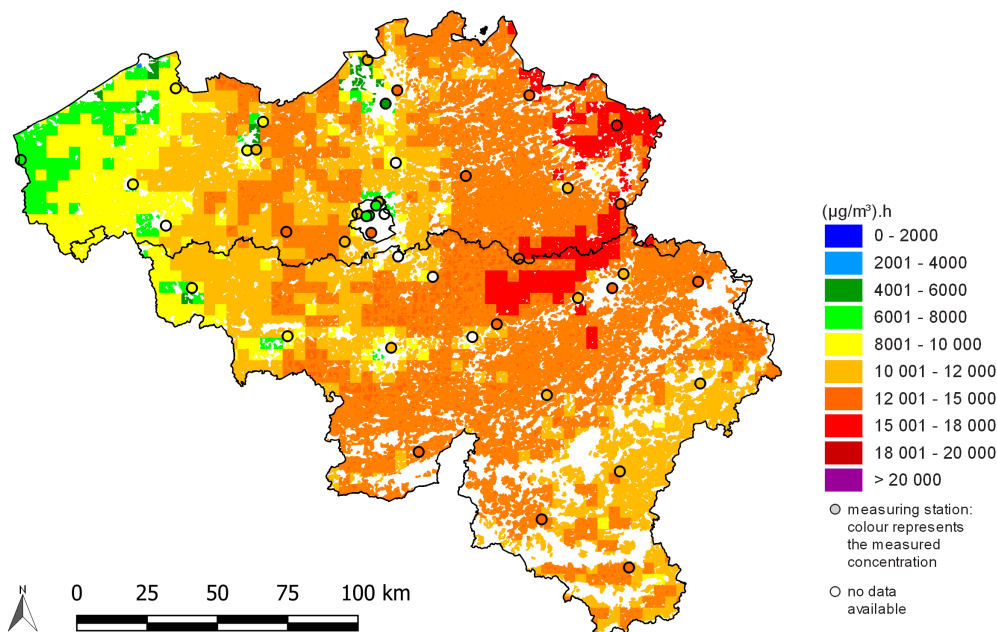 (µg/m³).h
0 - 2000
2001 - 4000
4001 - 6000
6001 - 8000
8001 - 10 000
10 001 - 12 000
12 001 - 15 000
15 001 - 18 000
18 001 - 20 000
> 20 000
measuring station:
colour represents
the measured
concentration
no data
available
N
0 25 50 75 100 km